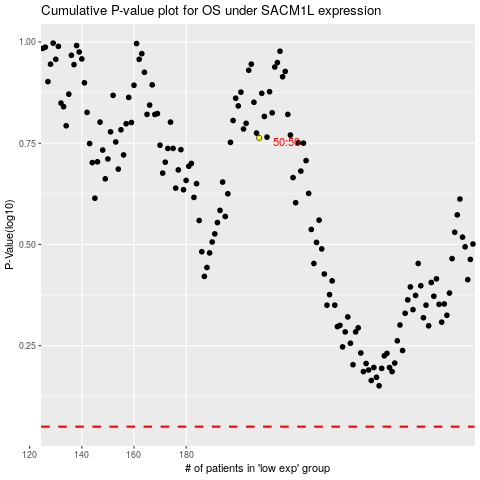 Cumulative P-value plot for OS under SACM1L expression
1.00
0.75
50:50
0.50
0.25
P-Value(log10)
120 140 160 180
# of patients in 'low exp' group